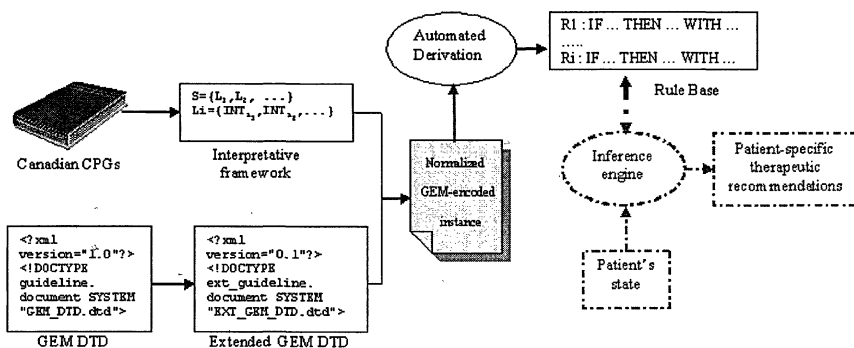 Canadian CPGs
S={L1,L2, ...}
Li={INT
,INT
,...}
Interpretative
framework
<?xml
version="1.0"?>
<!DOCTYPE
guideline.
document SYSTEM
"GEM_DTD.dtd">
GEM DTD
<?xml
version="0.1"?>
<!DOCTYPE
ext_guideline.
document SYSTEM
"EXT_GEM_DTD.dtd">
Extended GEM DTD
Normalized
GEM-encoded
instance
Automated
Derivation
R1 : IF ... THEN ... WITH ...
.....
Ri : IF ... THEN ... WITH ...
Rule Base
Inference
engine
Patient's
state
Patient-specific
therapeutic
recommendations